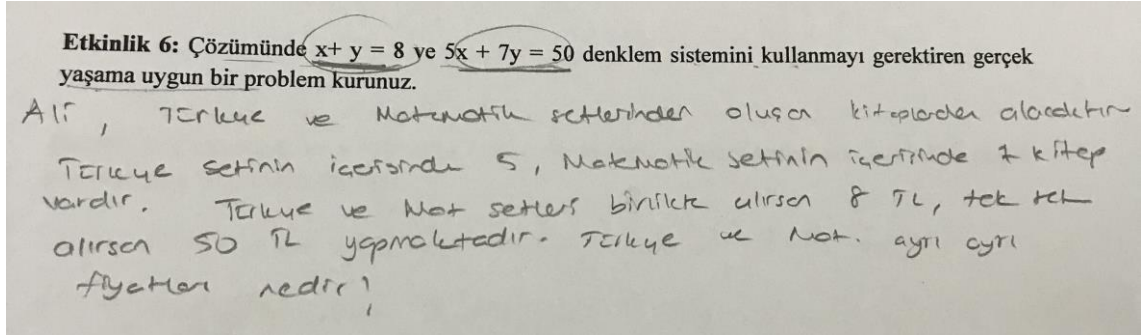 Etkinlik 6: Çözümünde x+ y = 8 ve 5x + 7y = 50 denklem sistemini kullanmayı gerektiren gerçek
yaşama uygun bir problem kurunuz.
Ali, Türkçe ve Matematik setlerinden oluşan kitaplardan alacaktır
Türkçe setinin içerisinde 5, Matematik setinin içerisinde 7 kitap
vardır. Türkçe ve Mat setleri birlikte alırsan 8 TL, tek tek
alırsan 50 TL yapmaktadır. Türkçe ve Mat. ayrı ayrı
fiyatları nedir?